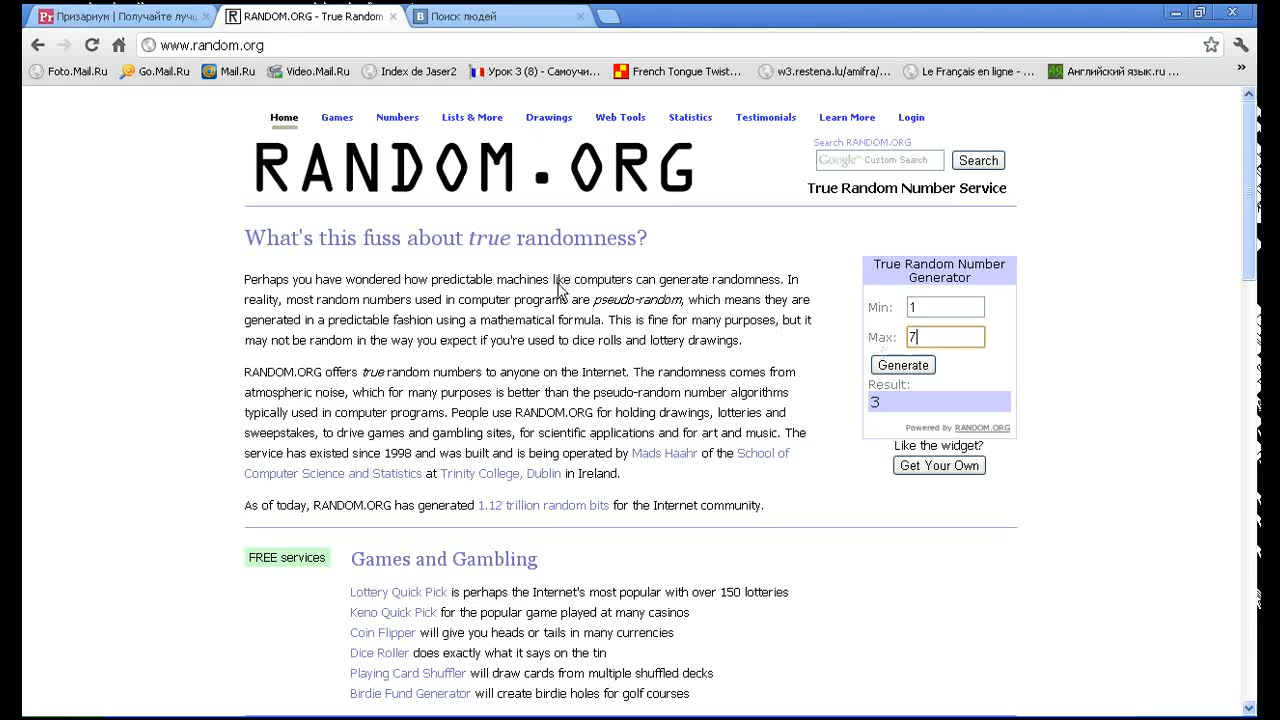 Призариум | Получайте лучш
RANDOM.ORG - True Random
Поиск людей
www.random.org
Foto.Mail.Ru
Go.Mail.Ru
Mail.Ru
Video.Mail.Ru
Index de Jaser2
Урок 3 (8) - Самоучи...
French Tongue Twist...
w3.restena.lu/amifra/...
Le Français en ligne - ...
Английский язык.ru ...
»
Home Games Numbers Lists & More Drawings Web Tools Statistics Testimonials Learn More Login
RANDOM.ORG
Search RANDOM.ORG
Google™ Custom Search
Search
True Random Number Service
What's this fuss about true randomness?
Perhaps you have wondered how predictable machines like computers can generate randomness. In
reality, most random numbers used in computer programs are pseudo-random, which means they are
generated in a predictable fashion using a mathematical formula. This is fine for many purposes, but it
may not be random in the way you expect if you're used to dice rolls and lottery drawings.
RANDOM.ORG offers true random numbers to anyone on the Internet. The randomness comes from
atmospheric noise, which for many purposes is better than the pseudo-random number algorithms
typically used in computer programs. People use RANDOM.ORG for holding drawings, lotteries and
sweepstakes, to drive games and gambling sites, for scientific applications and for art and music. The
service has existed since 1998 and was built and is being operated by Mads Haahr of the School of
Computer Science and Statistics at Trinity College, Dublin in Ireland.
As of today, RANDOM.ORG has generated 1.12 trillion random bits for the Internet community.
True Random Number
Generator
Min: 1
Max: 7
Generate
Result:
3
Powered by RANDOM.ORG
Like the widget?
Get Your Own
FREE services
Games and Gambling
Lottery Quick Pick is perhaps the Internet's most popular with over 150 lotteries
Keno Quick Pick for the popular game played at many casinos
Coin Flipper will give you heads or tails in many currencies
Dice Roller does exactly what it says on the tin
Playing Card Shuffler will draw cards from multiple shuffled decks
Birdie Fund Generator will create birdie holes for golf courses